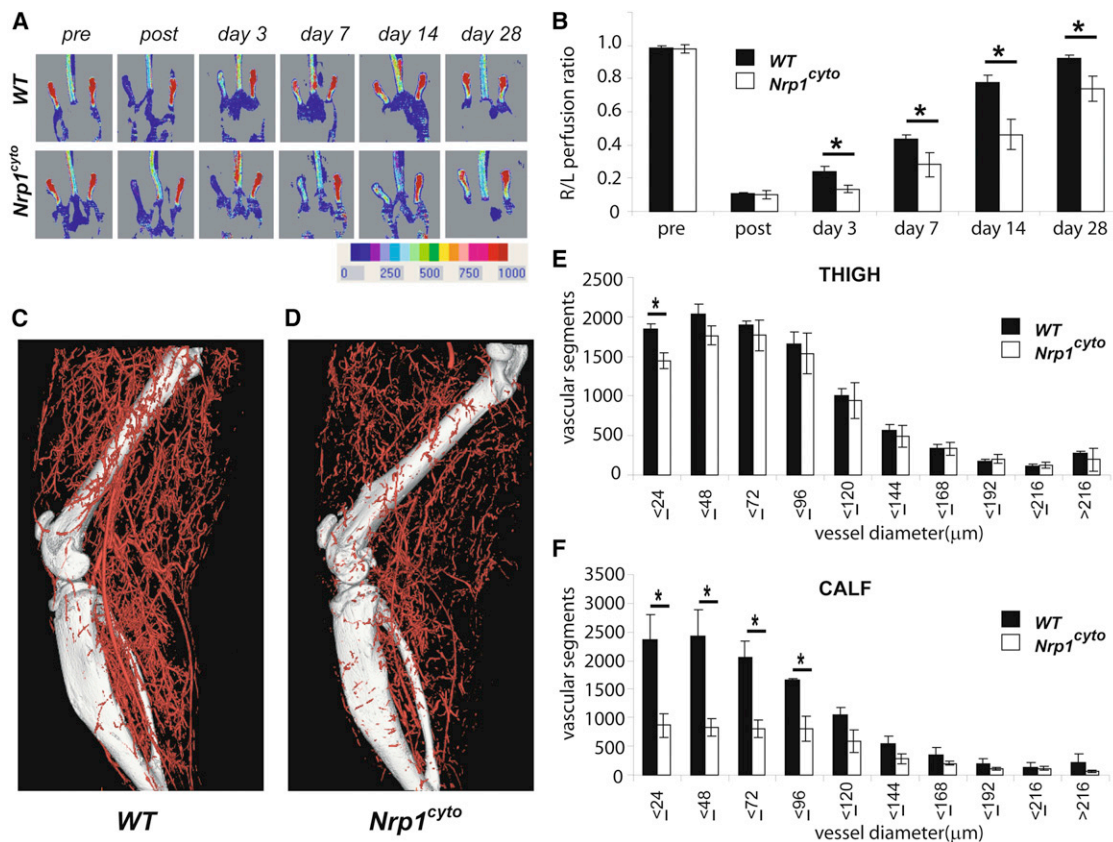 A
pre post day 3 day 7 day 14 day 28
WT
Nrp1cyto
0 250 500 750 1000
B
R/L perfusion ratio
1.0
0.8
0.6
0.4
0.2
0
WT
Nrp1cyto
* * * *
pre post day 3 day 7 day 14 day 28
C
WT
D
Nrp1cyto
E
THIGH
vascular segments
2500
2000
1500
1000
500
0
*
WT
Nrp1cyto
≤24 ≤48 ≤72 ≤96 ≤120 ≤144 ≤168 ≤192 ≤216 >216
vessel diameter(μm)
F
CALF
vascular segments
3500
3000
2500
2000
1500
1000
500
0
* * * *
WT
Nrp1cyto
≤24 ≤48 ≤72 ≤96 ≤120 ≤144 ≤168 ≤192 ≤216 >216
vessel diameter(μm)